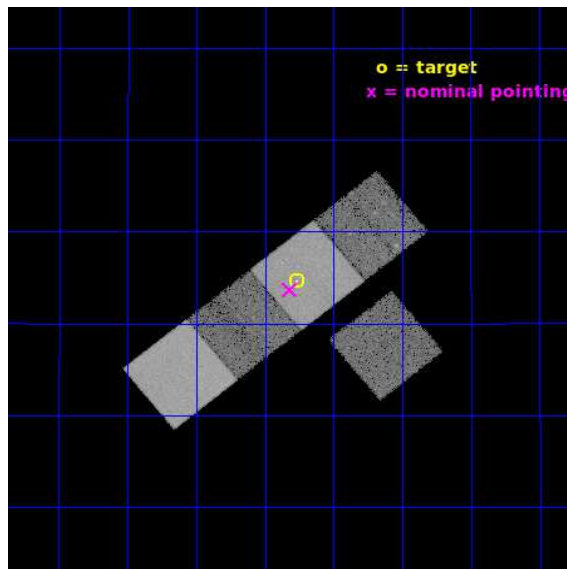 o = target
x = nominal pointing